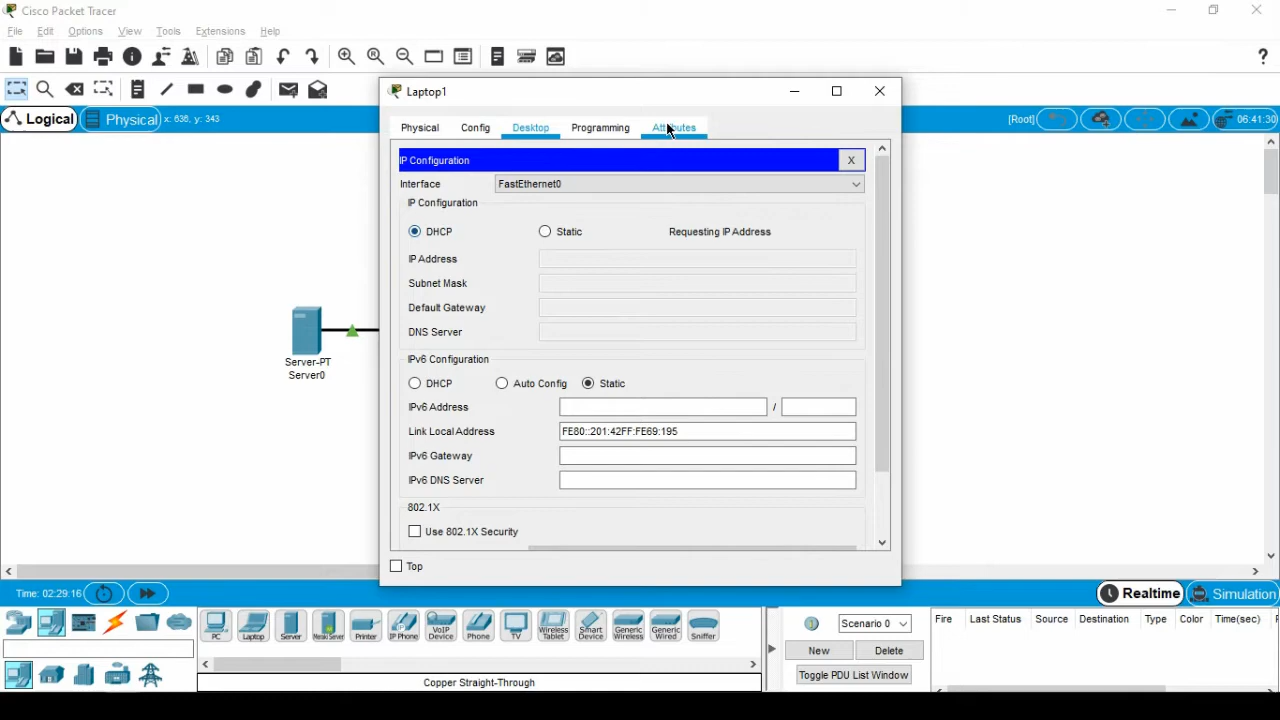 Cisco Packet Tracer
File Edit Options View Tools Extensions Help
?
Logical Physical x: 636, y: 343 [Root] 06:41:30
Laptop1
Physical Config Desktop Programming Attributes
IP Configuration X
Interface FastEthernet0
IP Configuration
DHCP Static Requesting IP Address
IP Address
Subnet Mask
Default Gateway
DNS Server
IPv6 Configuration
DHCP Auto Config Static
IPv6 Address /
Link Local Address FE80::201:42FF:FE69:195
IPv6 Gateway
IPv6 DNS Server
802.1X
Use 802.1X Security
Top
Server-PT
Server0
Time: 02:29:16 Realtime Simulation
PC Laptop Server Meraki Server Printer IP Phone VoIP Device Phone TV Wireless Tablet Smart Device Generic Wireless Generic Wired Sniffer
Copper Straight-Through
Scenario 0
New Delete
Toggle PDU List Window
Fire Last Status Source Destination Type Color Time(sec)